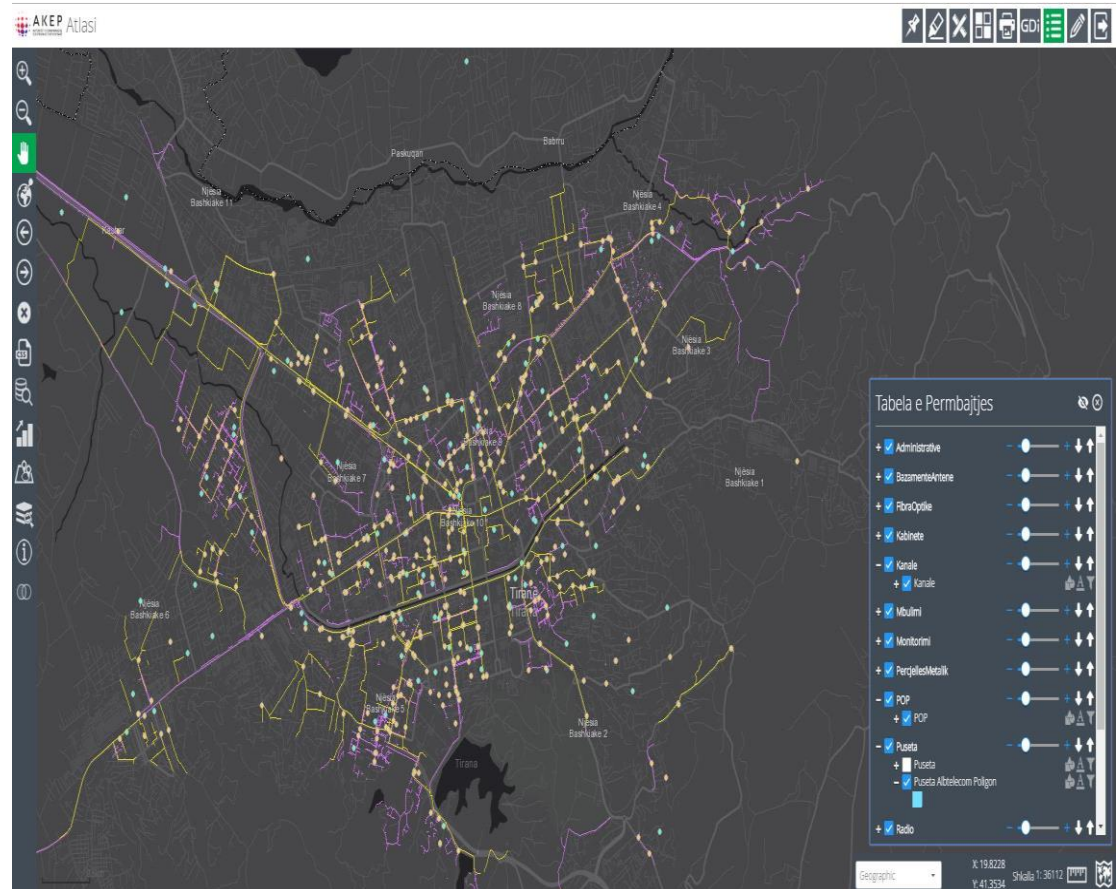 AKEP Atlasi
GDi
Babrru
Paskuqan
Njësia
Bashkiake 11
Njësia
Bashkiake 4
Kashar
Njësia
Bashkiake 8
Njësia
Bashkiake 3
Njësia
Bashkiake 9
Njësia
Bashkiake 7
Njësia
Bashkiake 1
Njësia
Bashkiake 10
Tiranë
Tirana
Njësia
Bashkiake 6
Njësia
Bashkiake 5
Njësia
Bashkiake 2
Tirana
Tabela e Permbajtjes
Administrative
BazamenteAntene
FibraOptike
Kabinete
Kanale
Kanale
Mbulimi
Monitorimi
PercjellesMetalik
POP
POP
Puseta
Puseta
Puseta Albtelecom Poligon
Radio
Geographic
X: 19.8228
Y: 41.3534
Shkalla 1: 36112